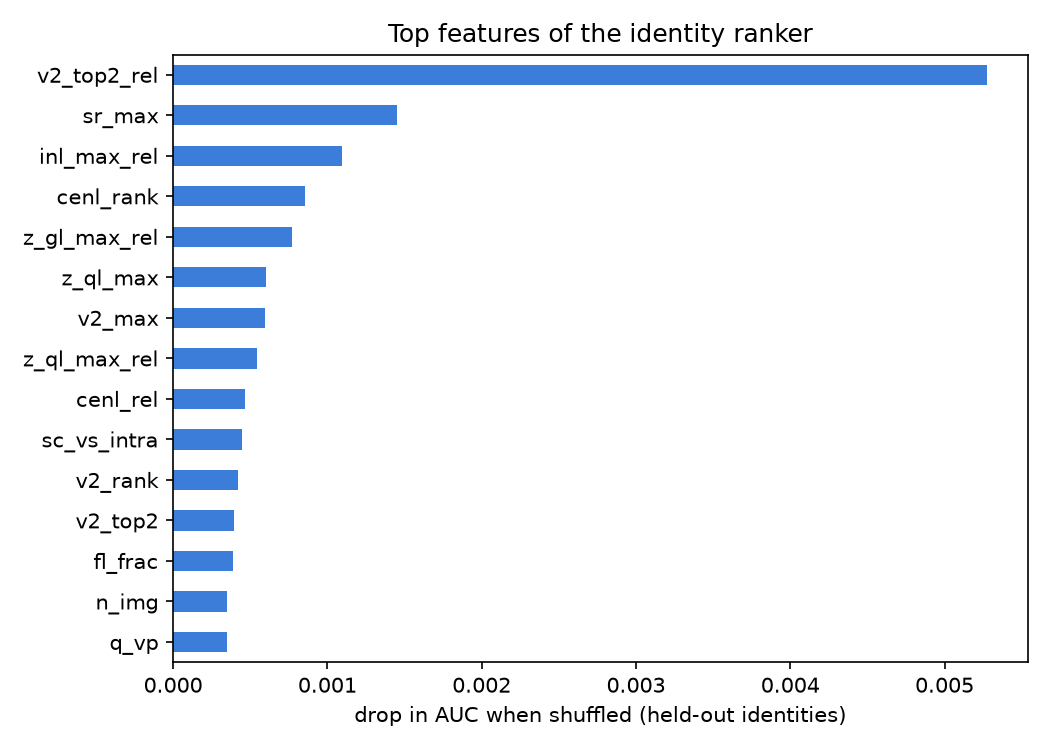 Top features of the identity ranker
v2_top2_rel
sr_max
inl_max_rel
cenl_rank
z_gl_max_rel
z_ql_max
v2_max
z_ql_max_rel
cenl_rel
sc_vs_intra
v2_rank
v2_top2
fl_frac
n_img
q_vp
0.000 0.001 0.002 0.003 0.004 0.005
drop in AUC when shuffled (held-out identities)